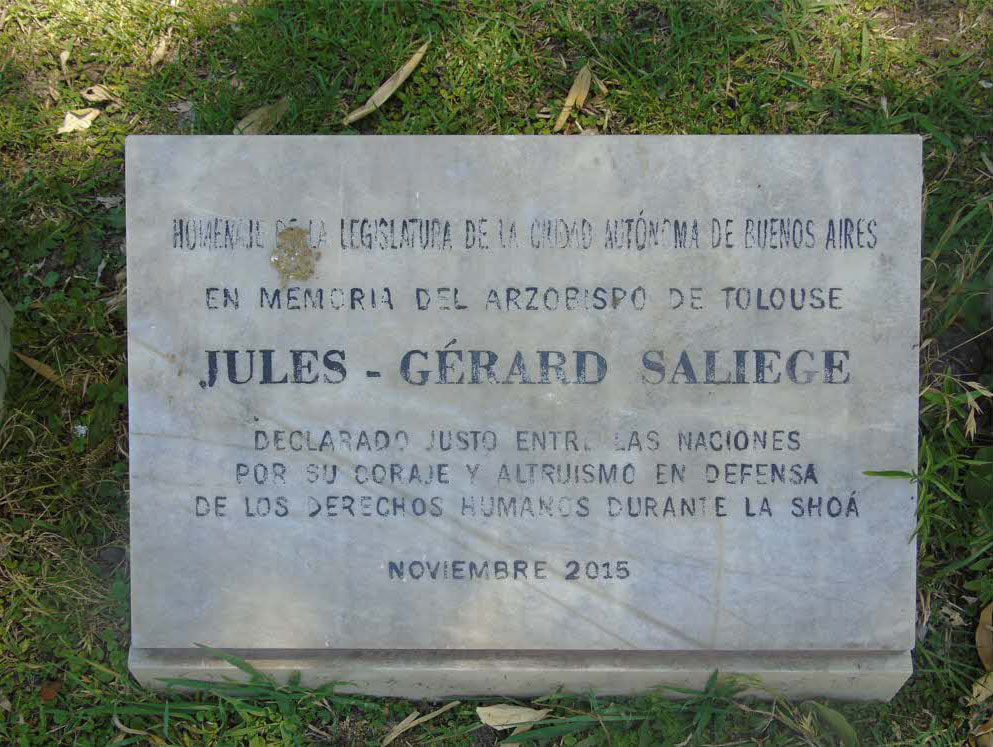 HOMENAJE DE LA LEGISLATURA DE LA CIUDAD AUTÓNOMA DE BUENOS AIRES
EN MEMORIA DEL ARZOBISPO DE TOLOUSE
JULES - GÉRARD SALIEGE
DECLARADO JUSTO ENTRE LAS NACIONES
POR SU CORAJE Y ALTRUISMO EN DEFENSA
DE LOS DERECHOS HUMANOS DURANTE LA SHOÁ
NOVIEMBRE 2015